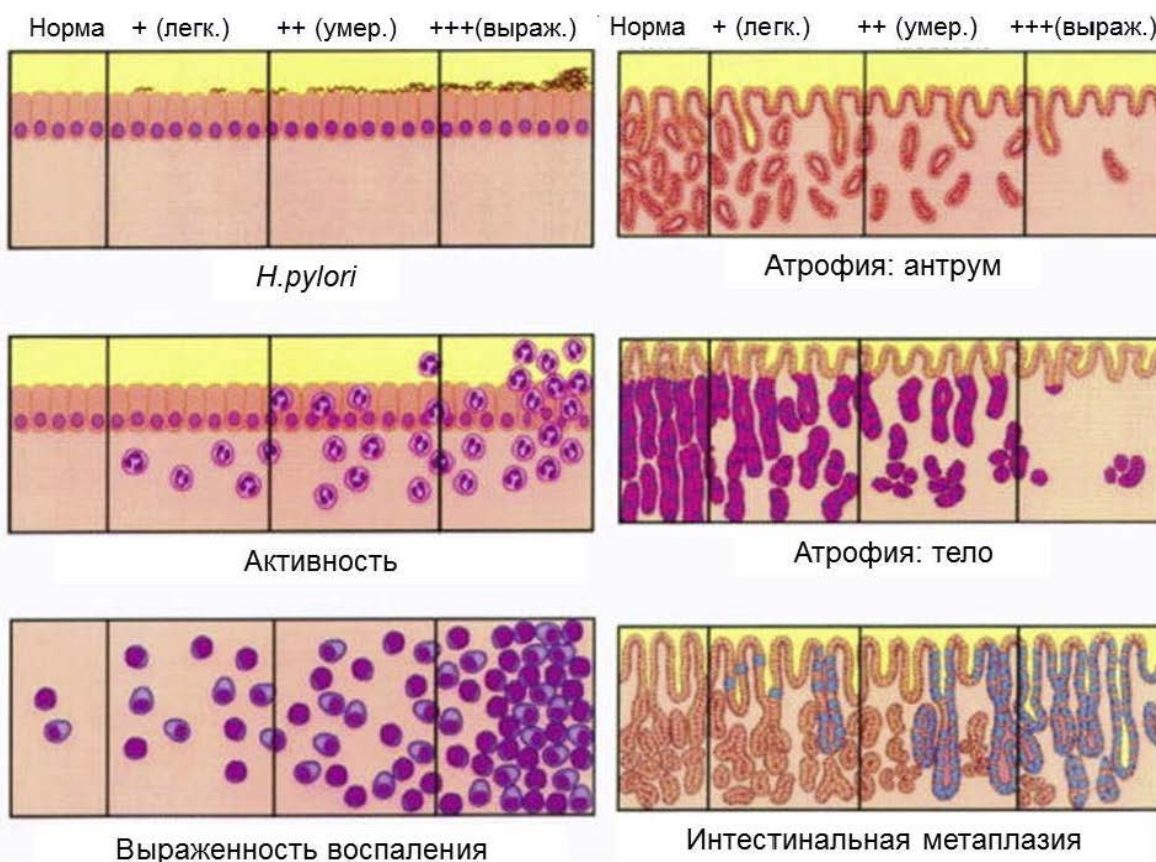 Норма + (легк.) ++ (умер.) +++(выраж.)
H.pylori
Активность
Выраженность воспаления
Норма + (легк.) ++ (умер.) +++(выраж.)
Атрофия: антрум
Атрофия: тело
Интестинальная метаплазия